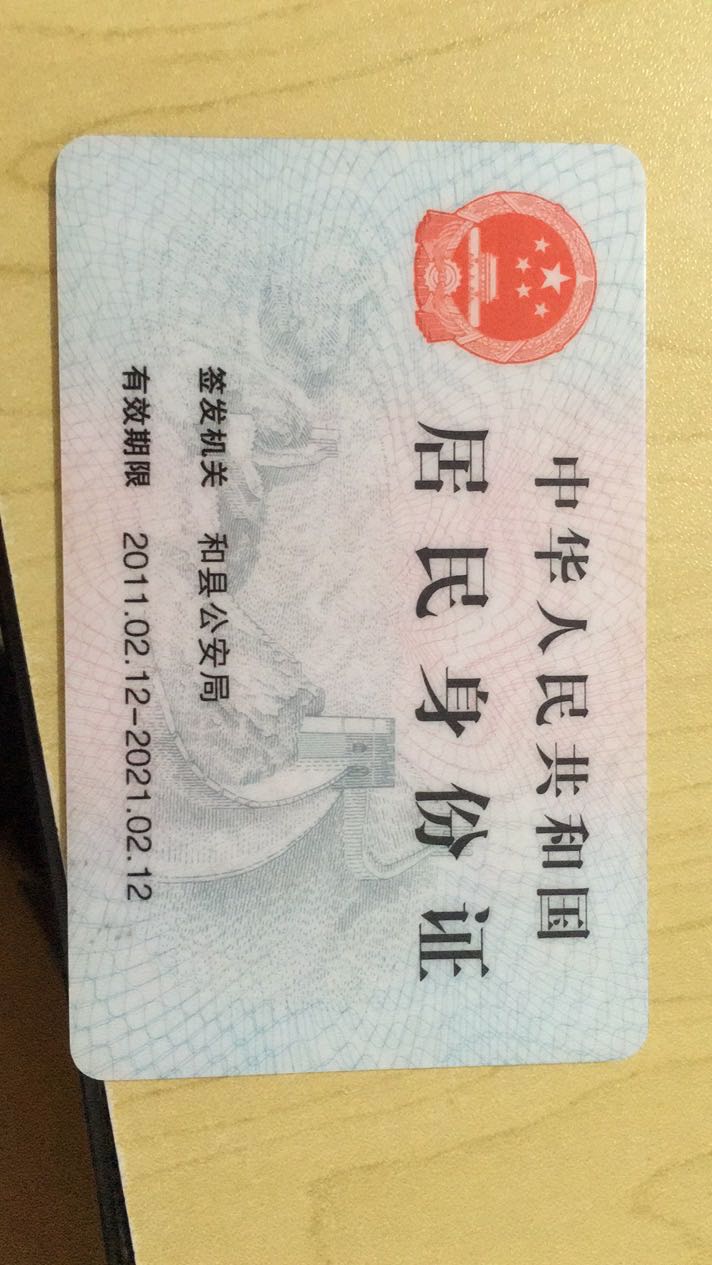 中华人民共和国
居民身份证
签发机关 和县公安局
有效期限 2011.02.12-2021.02.12